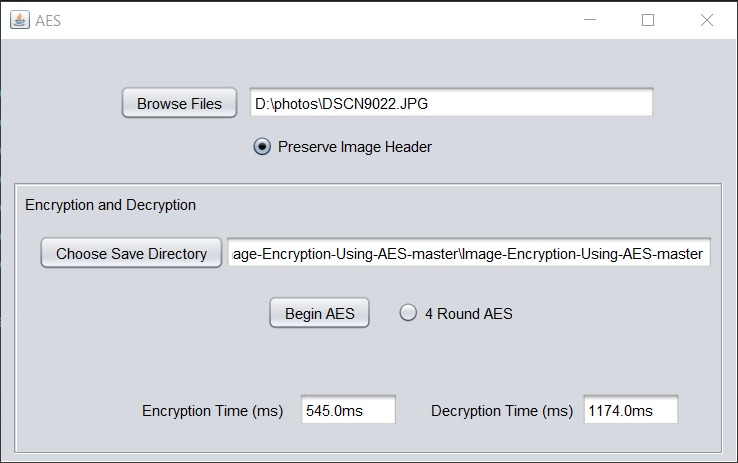 AES
Browse Files D:\photos\DSCN9022.JPG
Preserve Image Header
Encryption and Decryption
Choose Save Directory age-Encryption-Using-AES-master\Image-Encryption-Using-AES-master
Begin AES 4 Round AES
Encryption Time (ms) 545.0ms Decryption Time (ms) 1174.0ms